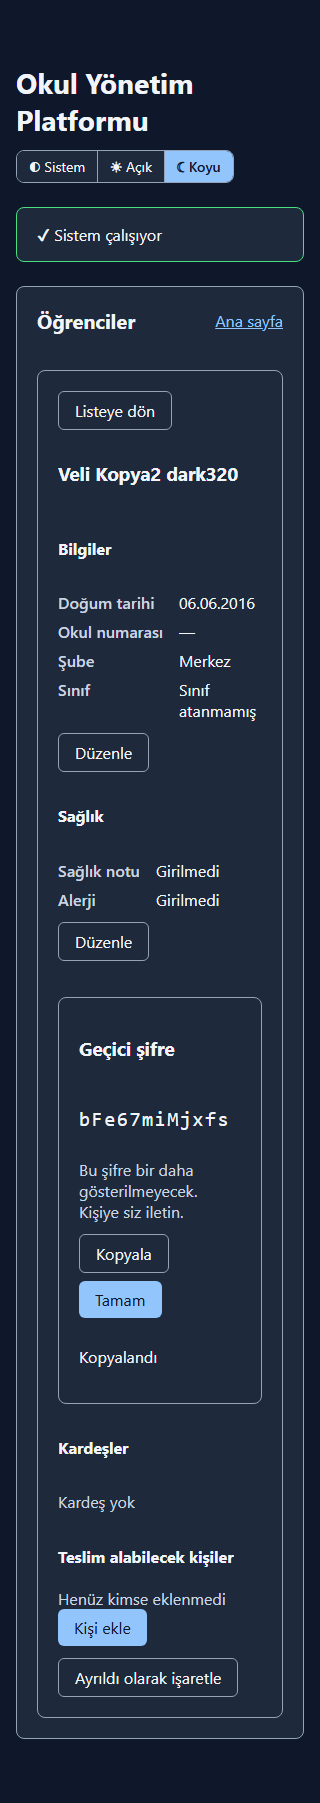 Okul Yönetim
Platformu
Sistem
Açık
Koyu
✓ Sistem çalışıyor
Öğrenciler
Ana sayfa
Listeye dön
Veli Kopya2 dark320
Bilgiler
Doğum tarihi 06.06.2016
Okul numarası —
Şube Merkez
Sınıf Sınıf
atanmamış
Düzenle
Sağlık
Sağlık notu Girilmedi
Alerji Girilmedi
Düzenle
Geçici şifre
bFe67miMjxfs
Bu şifre bir daha
gösterilmeyecek.
Kişiye siz iletin.
Kopyala
Tamam
Kopyalandı
Kardeşler
Kardeş yok
Teslim alabilecek kişiler
Henüz kimse eklenmedi
Kişi ekle
Ayrıldı olarak işaretle